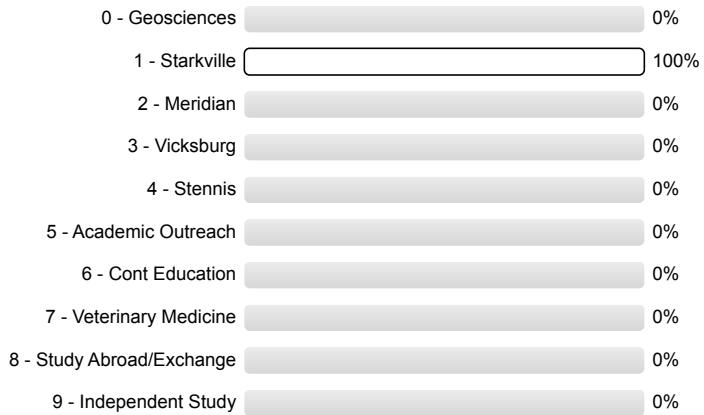 0 - Geosciences 0%
1 - Starkville 100%
2 - Meridian 0%
3 - Vicksburg 0%
4 - Stennis 0%
5 - Academic Outreach 0%
6 - Cont Education 0%
7 - Veterinary Medicine 0%
8 - Study Abroad/Exchange 0%
9 - Independent Study 0%